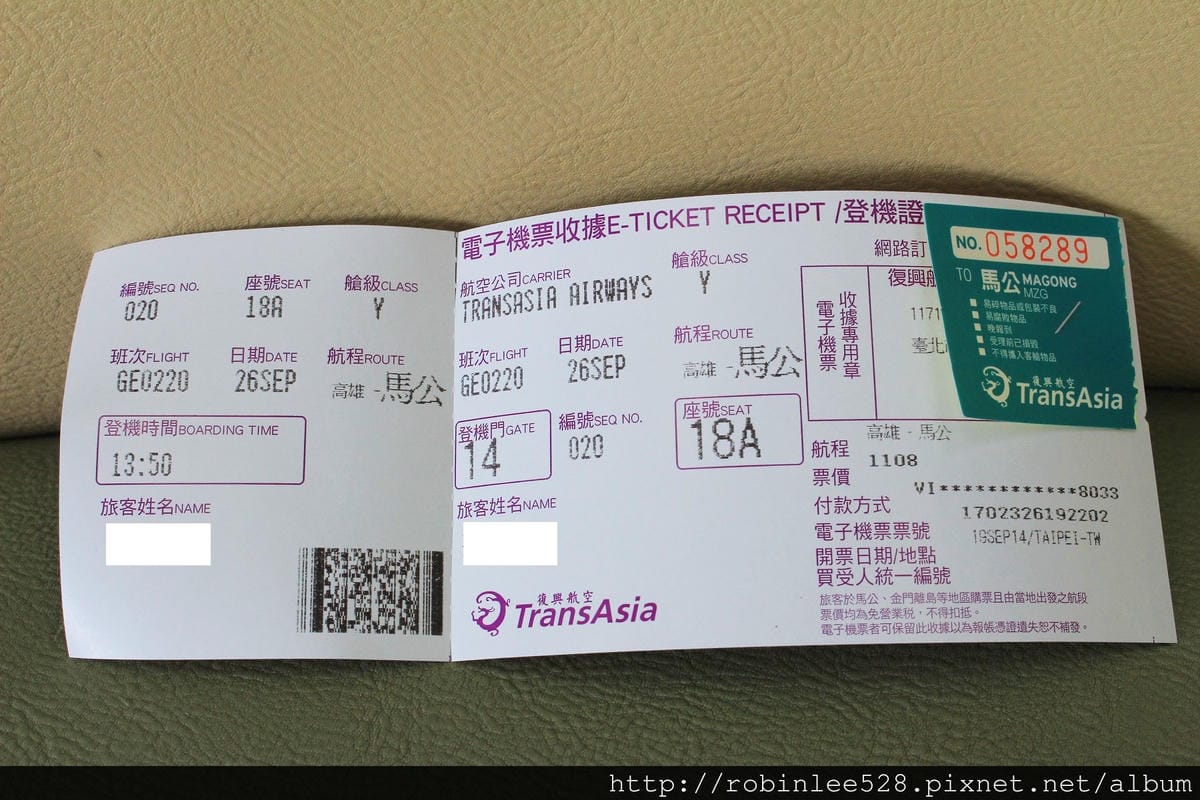 編號SEQ NO. 座號SEAT 艙級CLASS
020 18A Y
班次FLIGHT 日期DATE 航程ROUTE
GE0220 26SEP 高雄 -馬公
登機時間BOARDING TIME
13:50
旅客姓名NAME
電子機票收據E-TICKET RECEIPT /登機證
航空公司CARRIER 艙級CLASS
TRANSASIA AIRWAYS Y
班次FLIGHT 日期DATE 航程ROUTE
GE0220 26SEP 高雄 -馬公
登機門GATE 編號SEQ NO. 座號SEAT
14 020 18A
旅客姓名NAME
復興航空
TransAsia
網路訂
收據專用章
電子機票
復興航
1171
臺北
NO. 058289
TO 馬公 MAGONG
MZG
易碎物品或包裝不良
易腐敗物品
晚報到
受理前已損毀
不得攜入客艙物品
復興航空
TransAsia
航程 高雄 - 馬公
票價 1108
付款方式 VI************8033
電子機票票號 1702326192202
開票日期/地點 19SEP14/TAIPEI-TW
買受人統一編號
旅客於馬公、金門離島等地區購票且由當地出發之航段
票價均為免營業稅，不得扣抵。
電子機票者可保留此收據以為報帳憑證遺失恕不補發。
http://robinlee528.pixnet.net/album